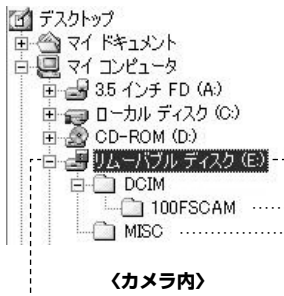 デスクトップ
マイ ドキュメント
マイ コンピュータ
3.5 インチ FD (A:)
ローカル ディスク (C:)
CD-ROM (D:)
リムーバブル ディスク (E:)
DCIM
100FSCAM
MISC
〈カメラ内〉